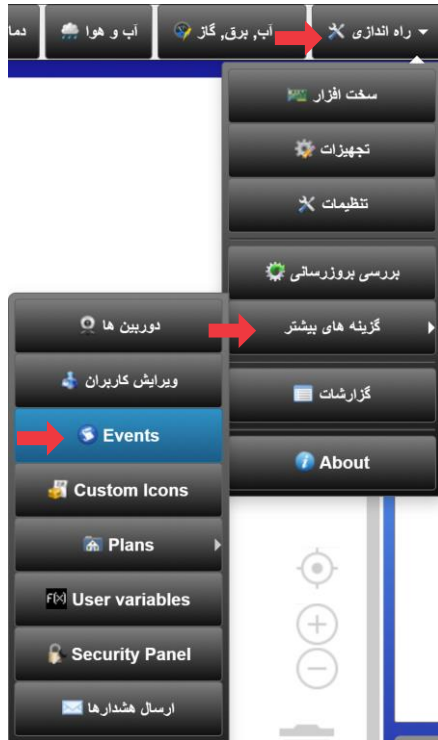 راه اندازی
آب, برق, گاز
آب و هوا
دما
سخت افزار
تجهیزات
تنظیمات
بررسی بروزرسانی
گزینه های بیشتر
گزارشات
About
دوربین ها
ویرایش کاربران
Events
Custom Icons
Plans
F(x) User variables
Security Panel
ارسال هشدارها